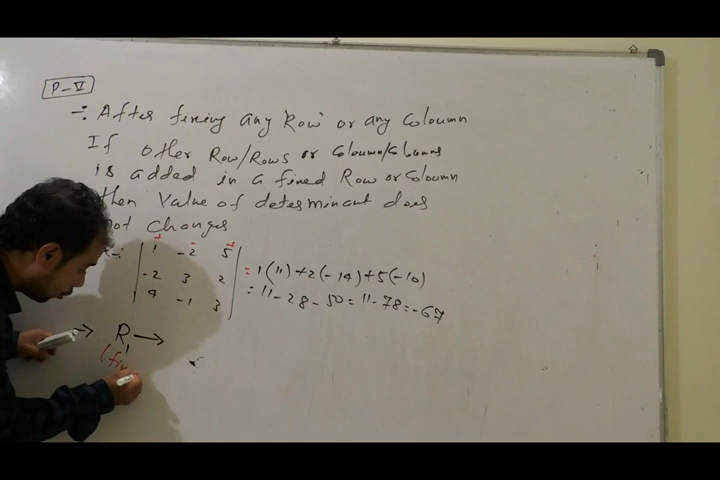 P-V
÷ After fixing any Row or any Coloumn
If other Row/Rows or Coloumn/Coloumns
is added in a fixed Row or Coloumn
then Value of determinant does
not changes
+ - +
1 -2 5
-2 3 2 = 1(11)+2(-14)+5(-10)
4 -1 3 = 11-28-50=11-78=-67
→ R1 →
(fix